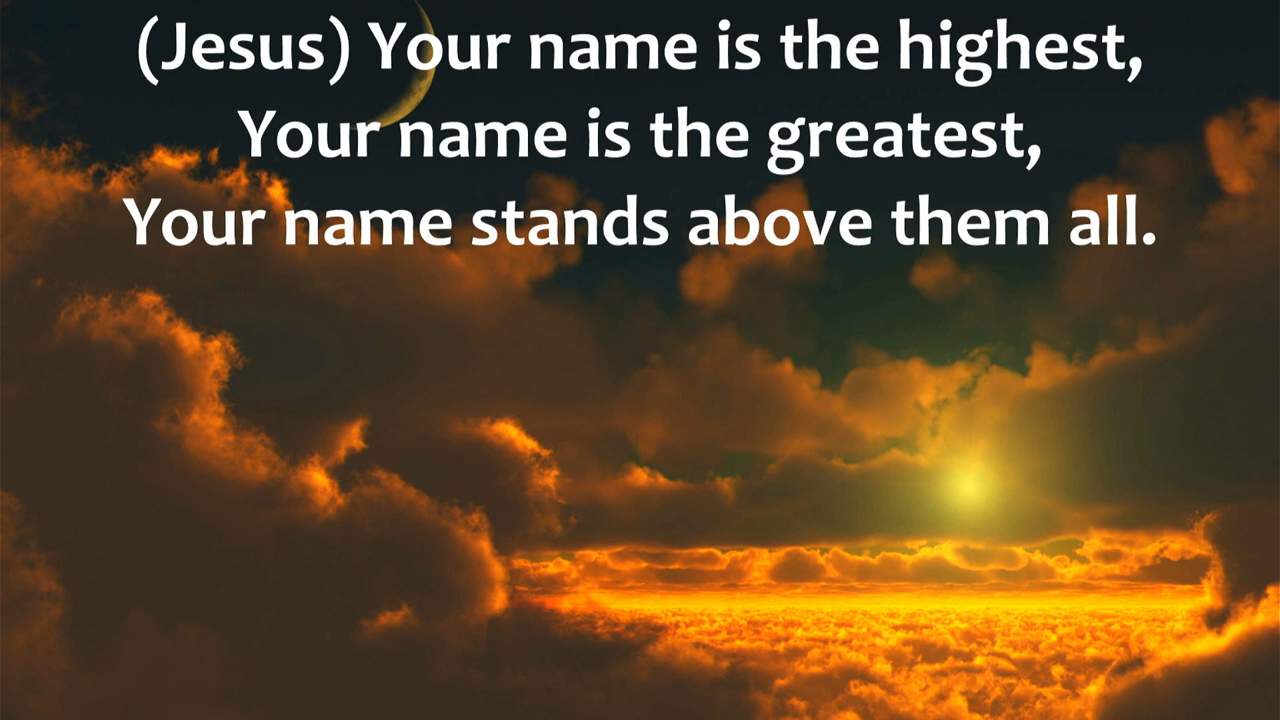 (Jesus) Your name is the highest,
Your name is the greatest,
Your name stands above them all.